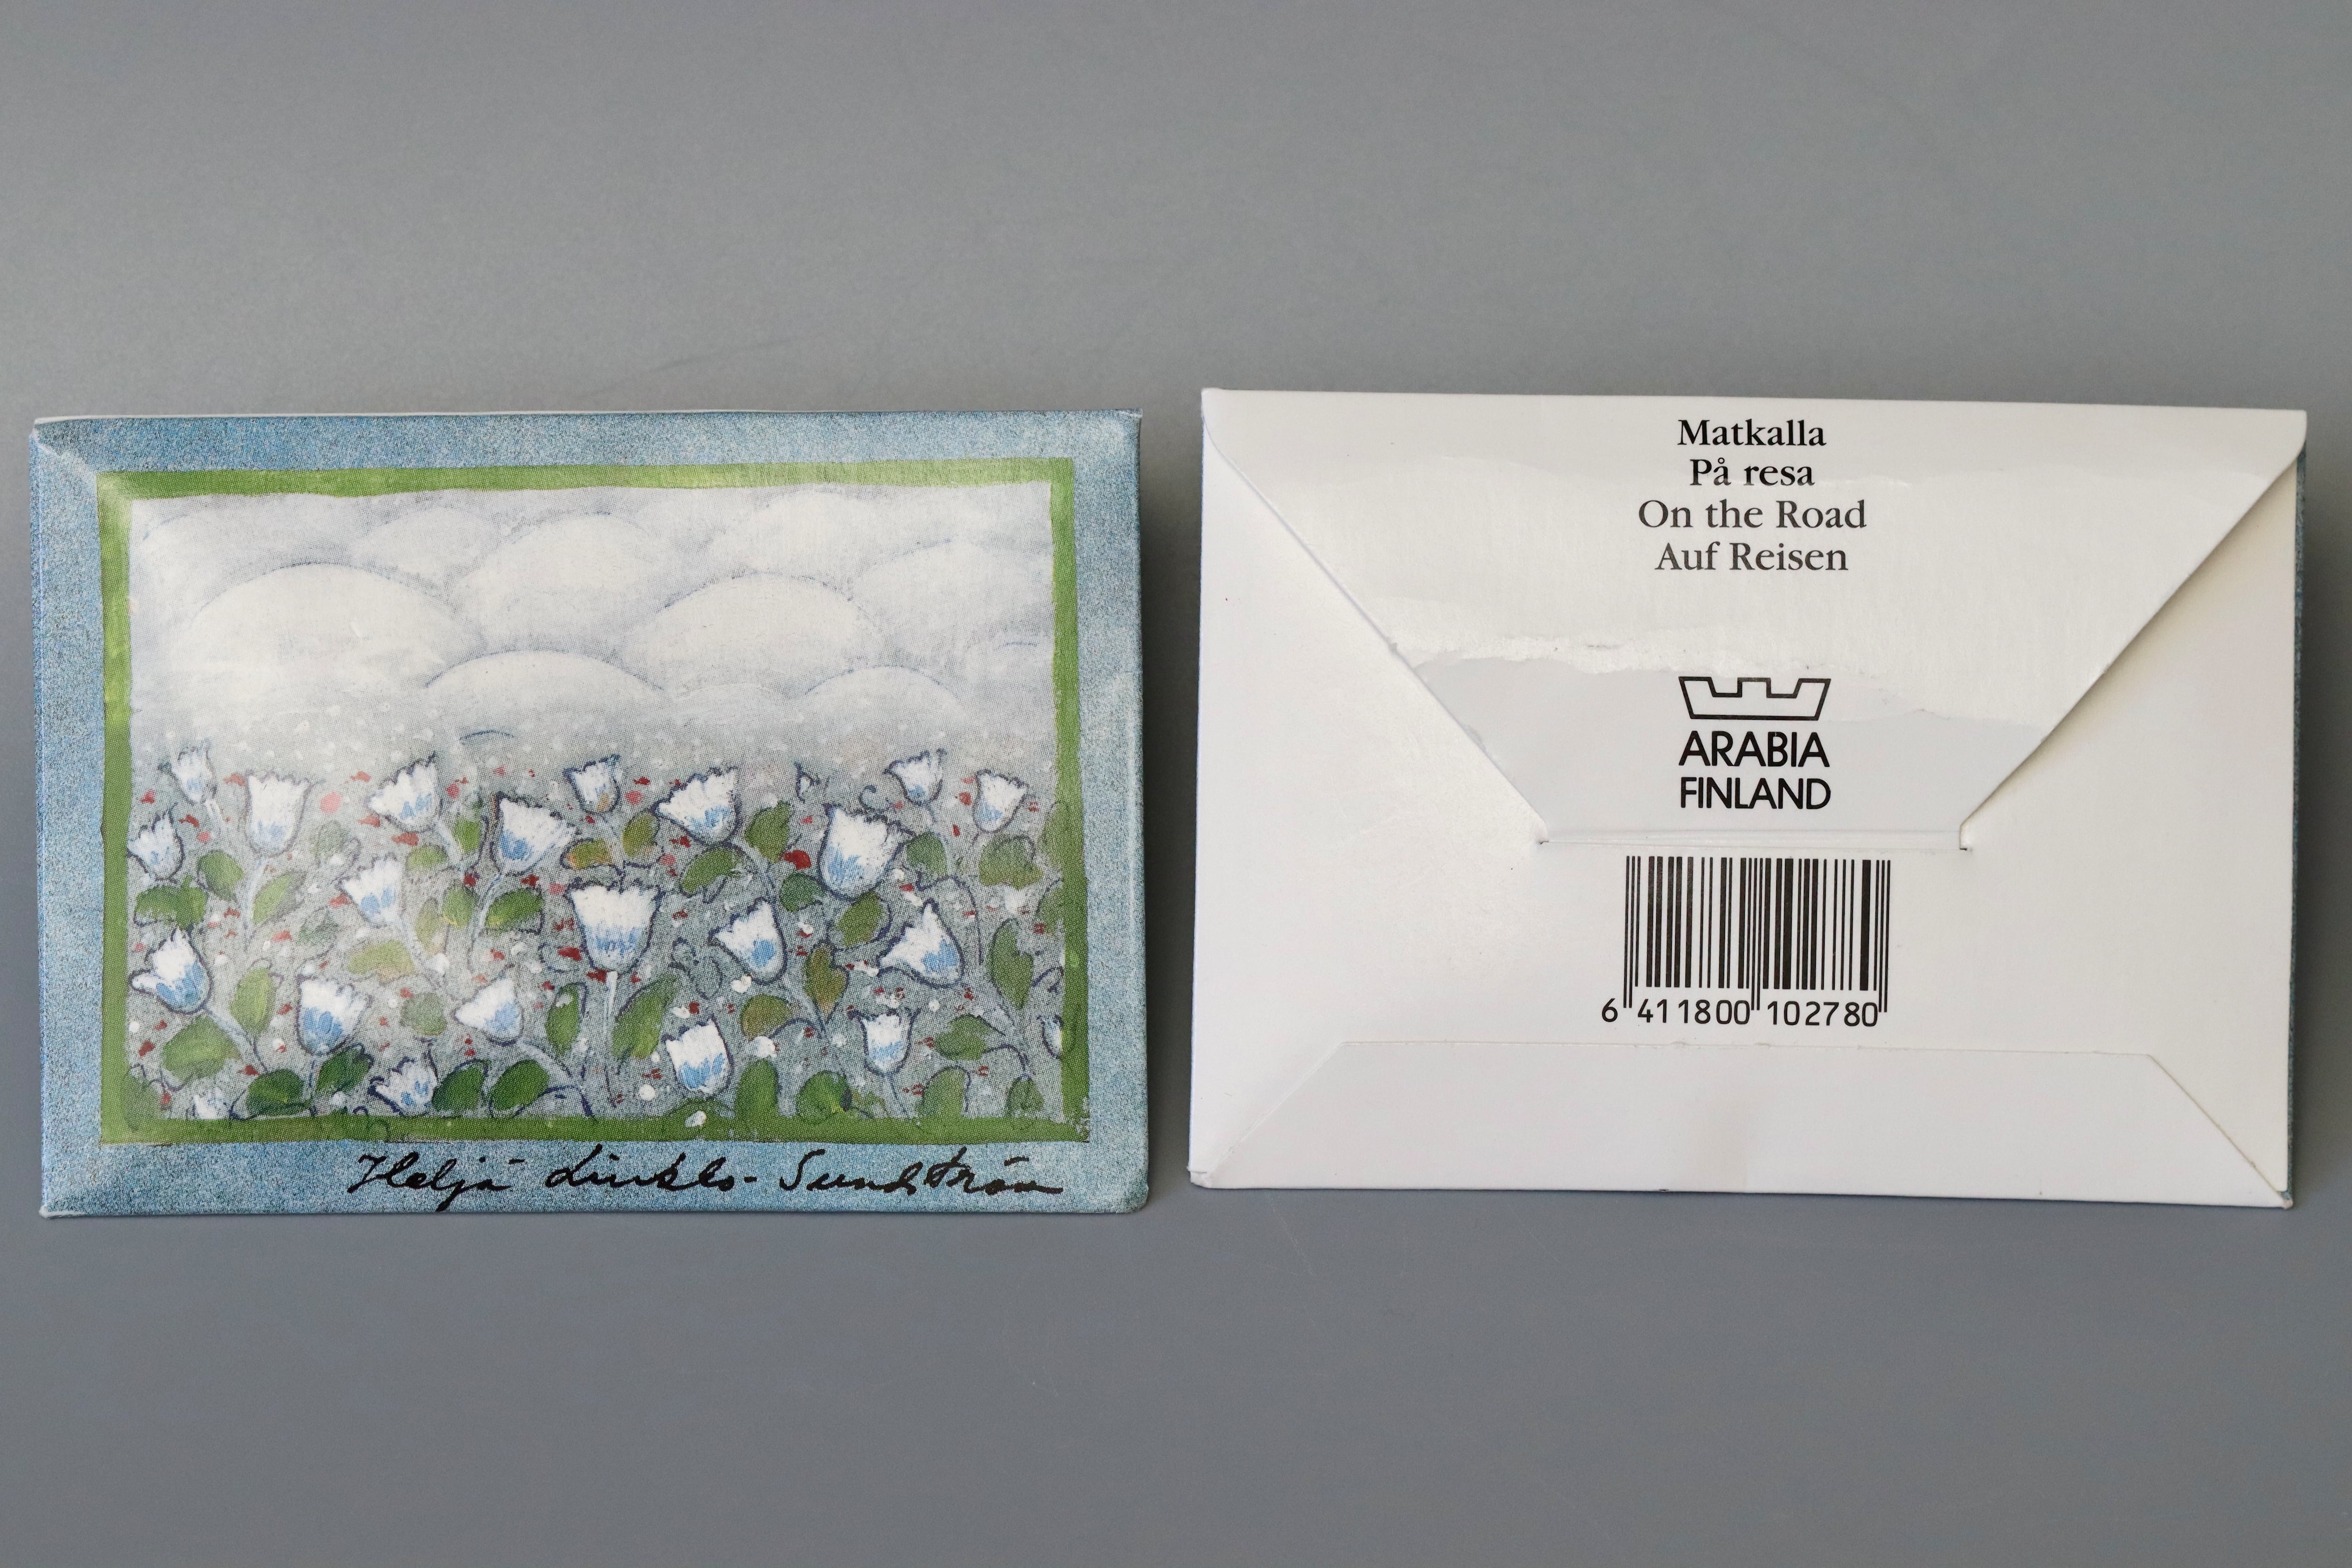 Heljä Liukko-Sundström
Matkalla
På resa
On the Road
Auf Reisen
ARABIA
FINLAND
6 411800 102780